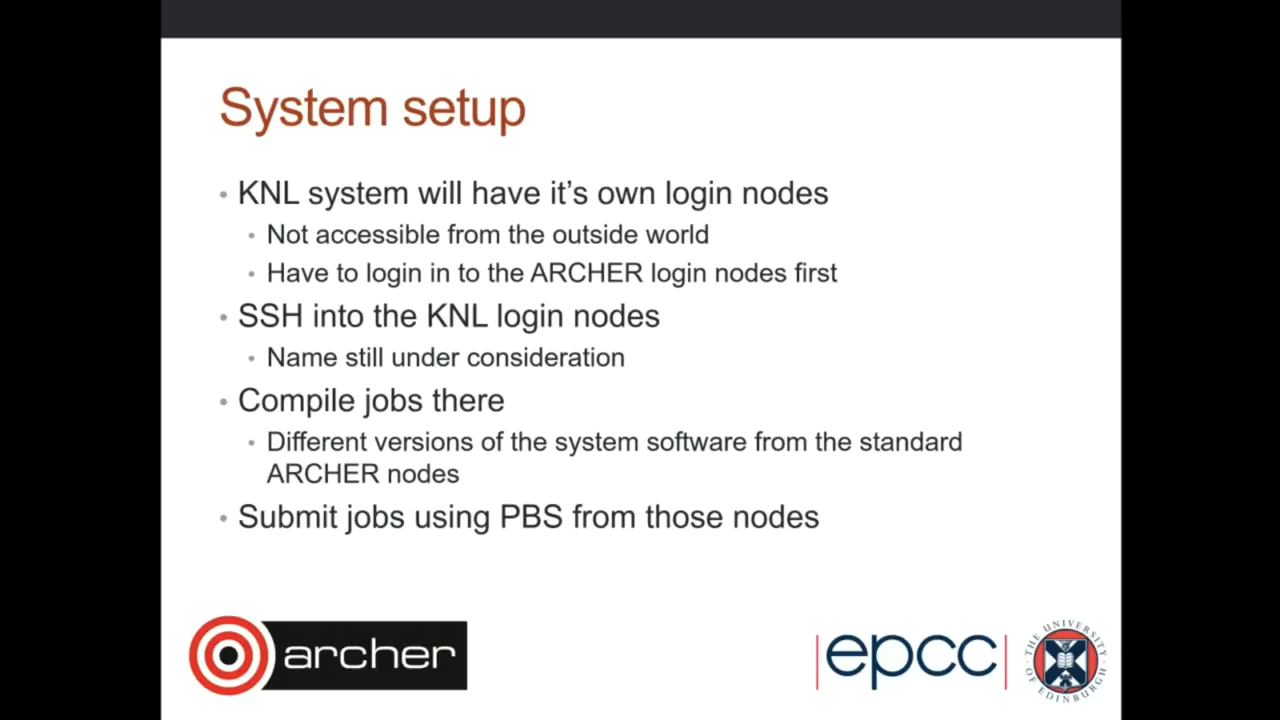 System setup
• KNL system will have it’s own login nodes
• Not accessible from the outside world
• Have to login in to the ARCHER login nodes first
• SSH into the KNL login nodes
• Name still under consideration
• Compile jobs there
• Different versions of the system software from the standard
ARCHER nodes
• Submit jobs using PBS from those nodes
archer
epcc
THE UNIVERSITY
OF EDINBURGH